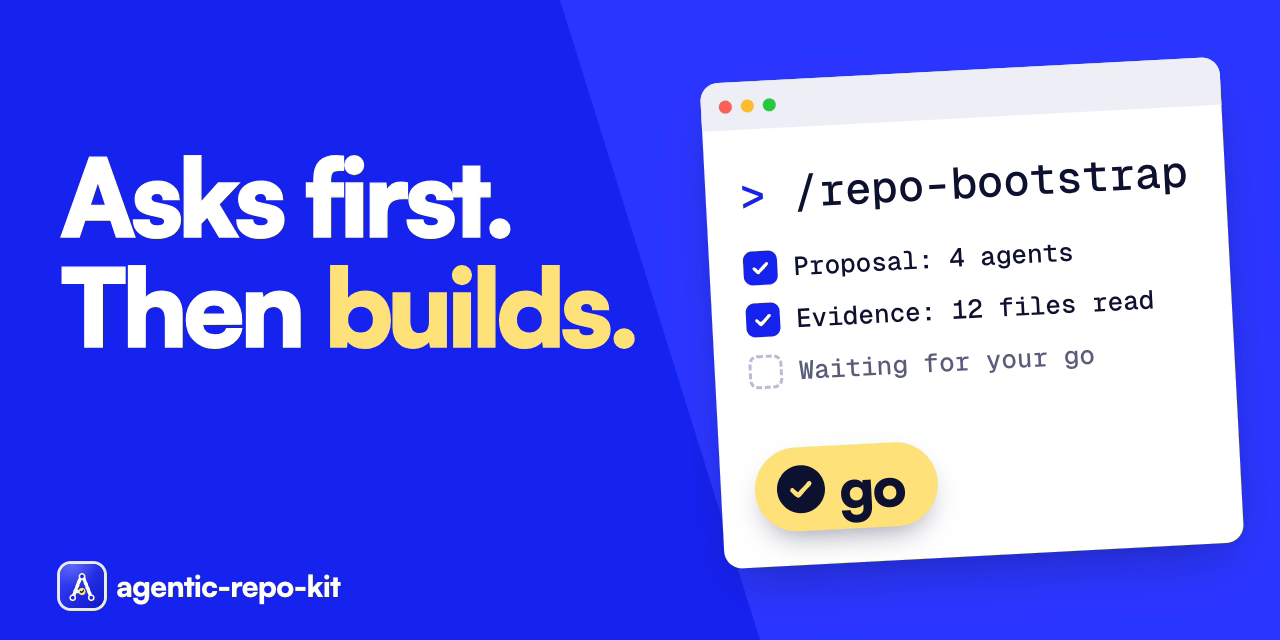 Asks first.
Then builds.
> /repo-bootstrap
Proposal: 4 agents
Evidence: 12 files read
Waiting for your go
go
agentic-repo-kit